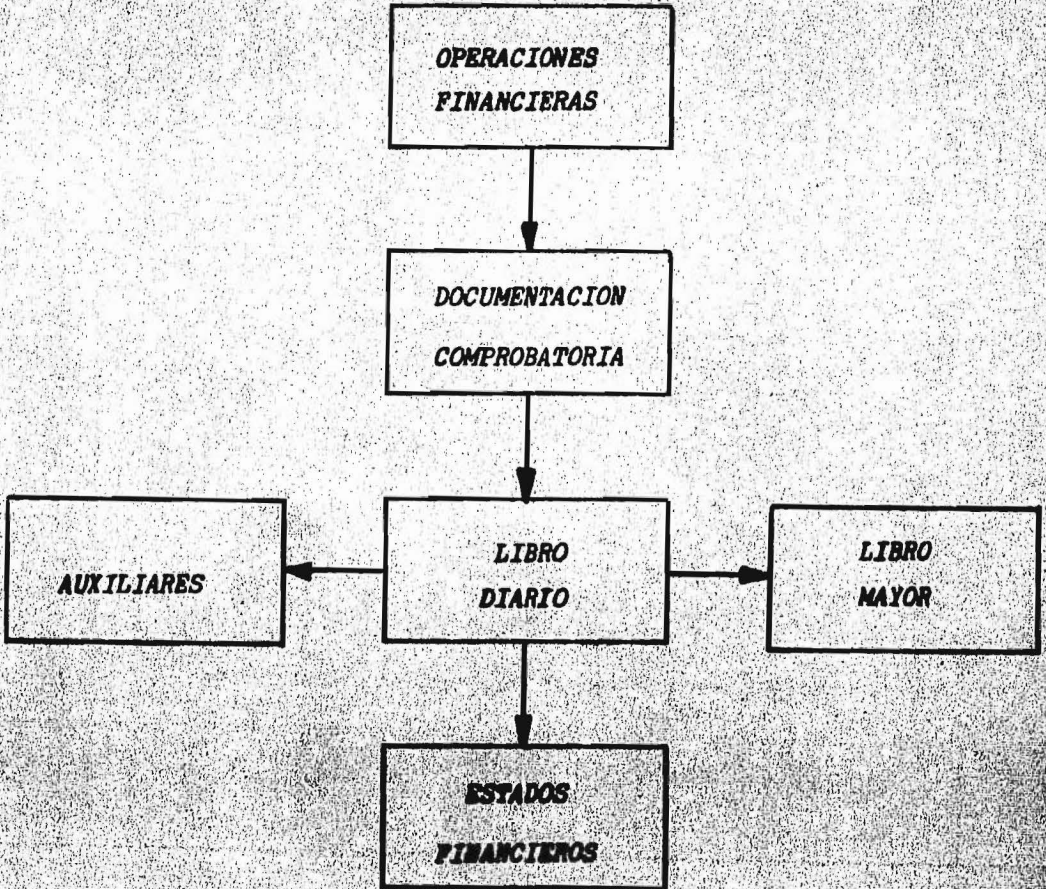 OPERACIONES
FINANCIERAS
DOCUMENTACION
COMPROBATORIA
AUXILIARES
LIBRO
DIARIO
LIBRO
MAYOR
ESTADOS
FINANCIEROS